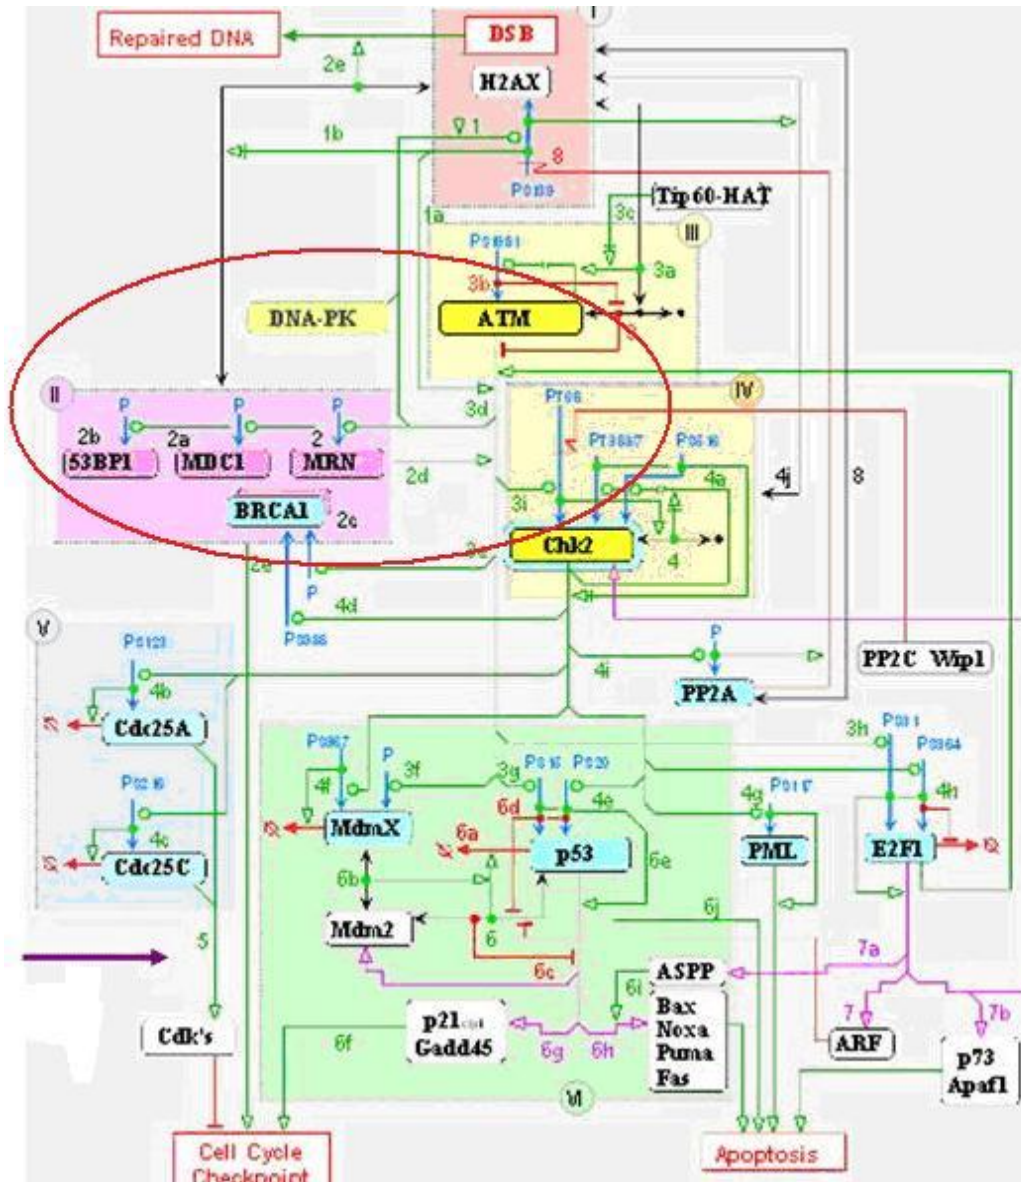 I
Repaired DNA
DSB
2e
H2AX
1
1b
8
Tip60-HAT
3c
1a
III
3a
3b
DNA-PK
ATM
II
IV
P
P
P
3d
2b
2a
2
53BP1
MDC1
MRN
2d
4a
4j
8
3i
BRCA1
2c
Chk2
4
P
4d
V
P
4i
PP2C Wip1
4b
PP2A
Cdc25A
3h
P
3f
3g
4f
4e
4g
4h
6d
4c
MdmX
6a
p53
PML
E2F1
Cdc25C
6b
6e
6j
5
Mdm2
6
7a
6c
ASPP
6i
Bax
Noxa
Puma
Fas
Cdk's
p21
Gadd45
6f
6g
6h
7
7b
ARF
p73
Apaf1
VI
Cell Cycle
Checkpoint
Apoptosis